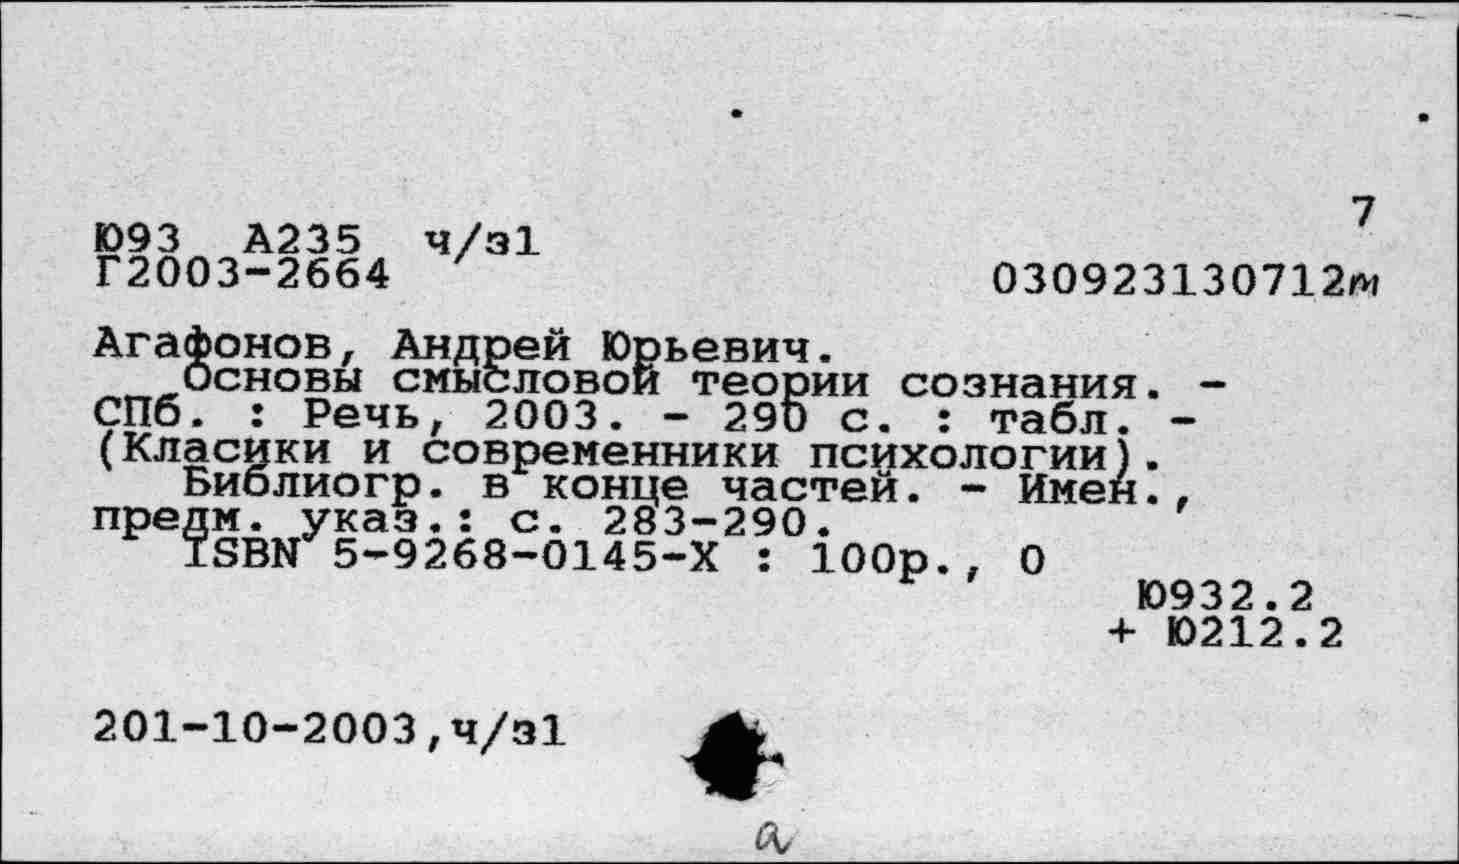 7
Ю93 А235 ч/з1
Г2003-2664
030923130712м
Агафонов, Андрей Юрьевич.
Основы смысловой теории сознания. -
СПб. : Речь, 2003. - 290 с. : табл. -
(Класики и современники психологии).
Библиогр. в конце частей. - Имен.,
предм. указ.: с. 283-290.
ISBN 5-9268-0145-X : 100р., 0
Ю932.2
+ Ю212.2
201-10-2003,ч/з1
а